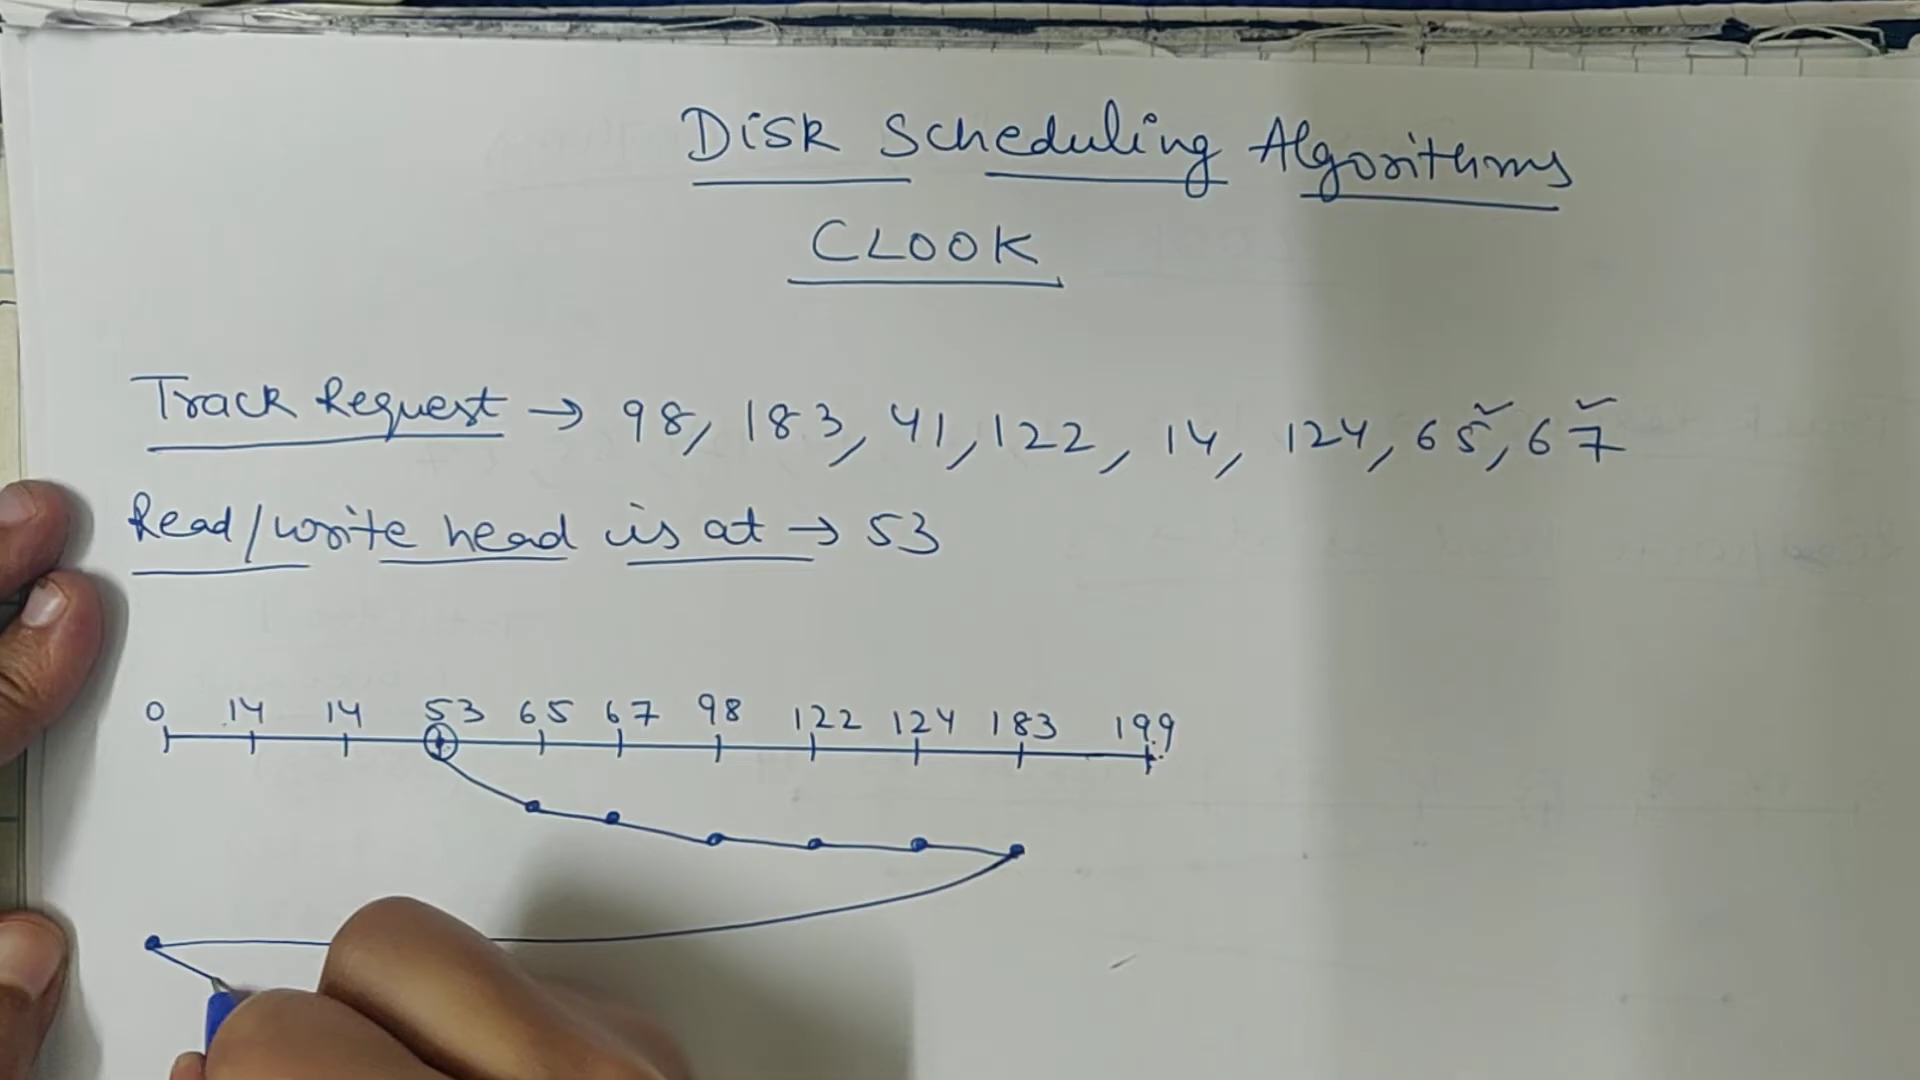 Disk Scheduling Algorithms
CLOOK
Track Request → 98, 183, 41, 122, 14, 124, 65, 67
Read/write head is at → 53
0 14 14 53 65 67 98 122 124 183 199